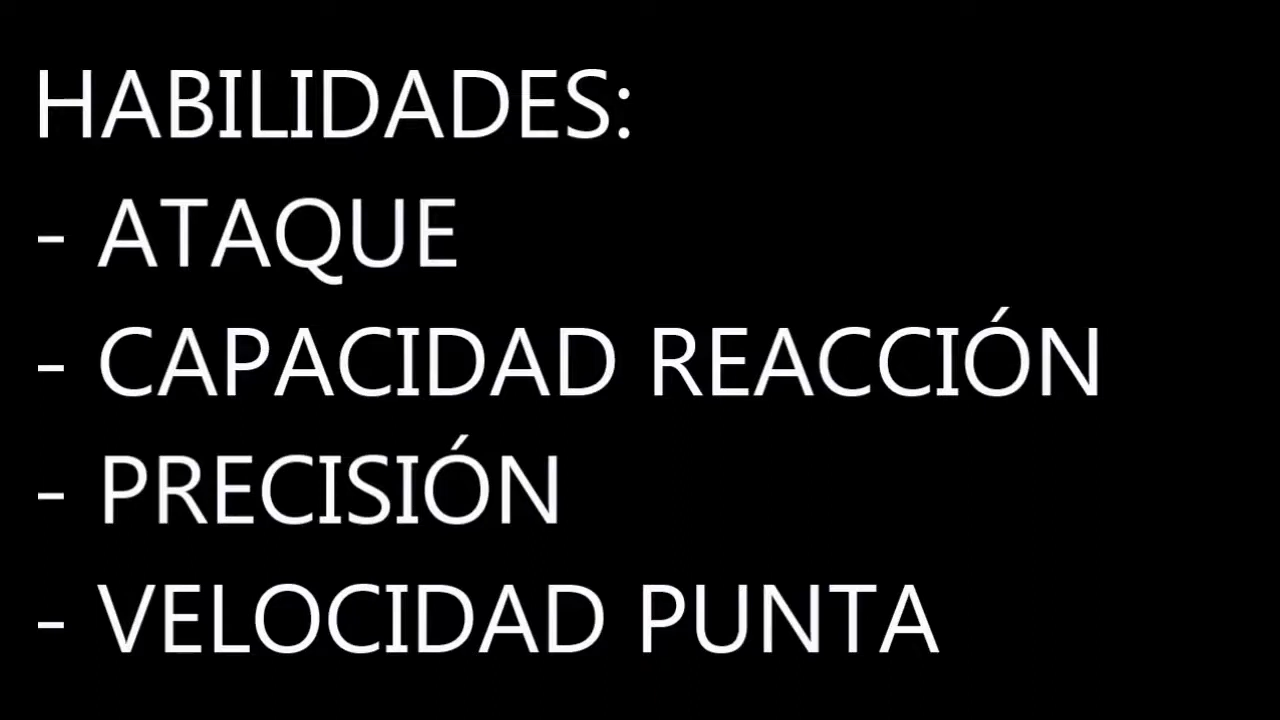 HABILIDADES:
- ATAQUE
- CAPACIDAD REACCIÓN
- PRECISIÓN
- VELOCIDAD PUNTA